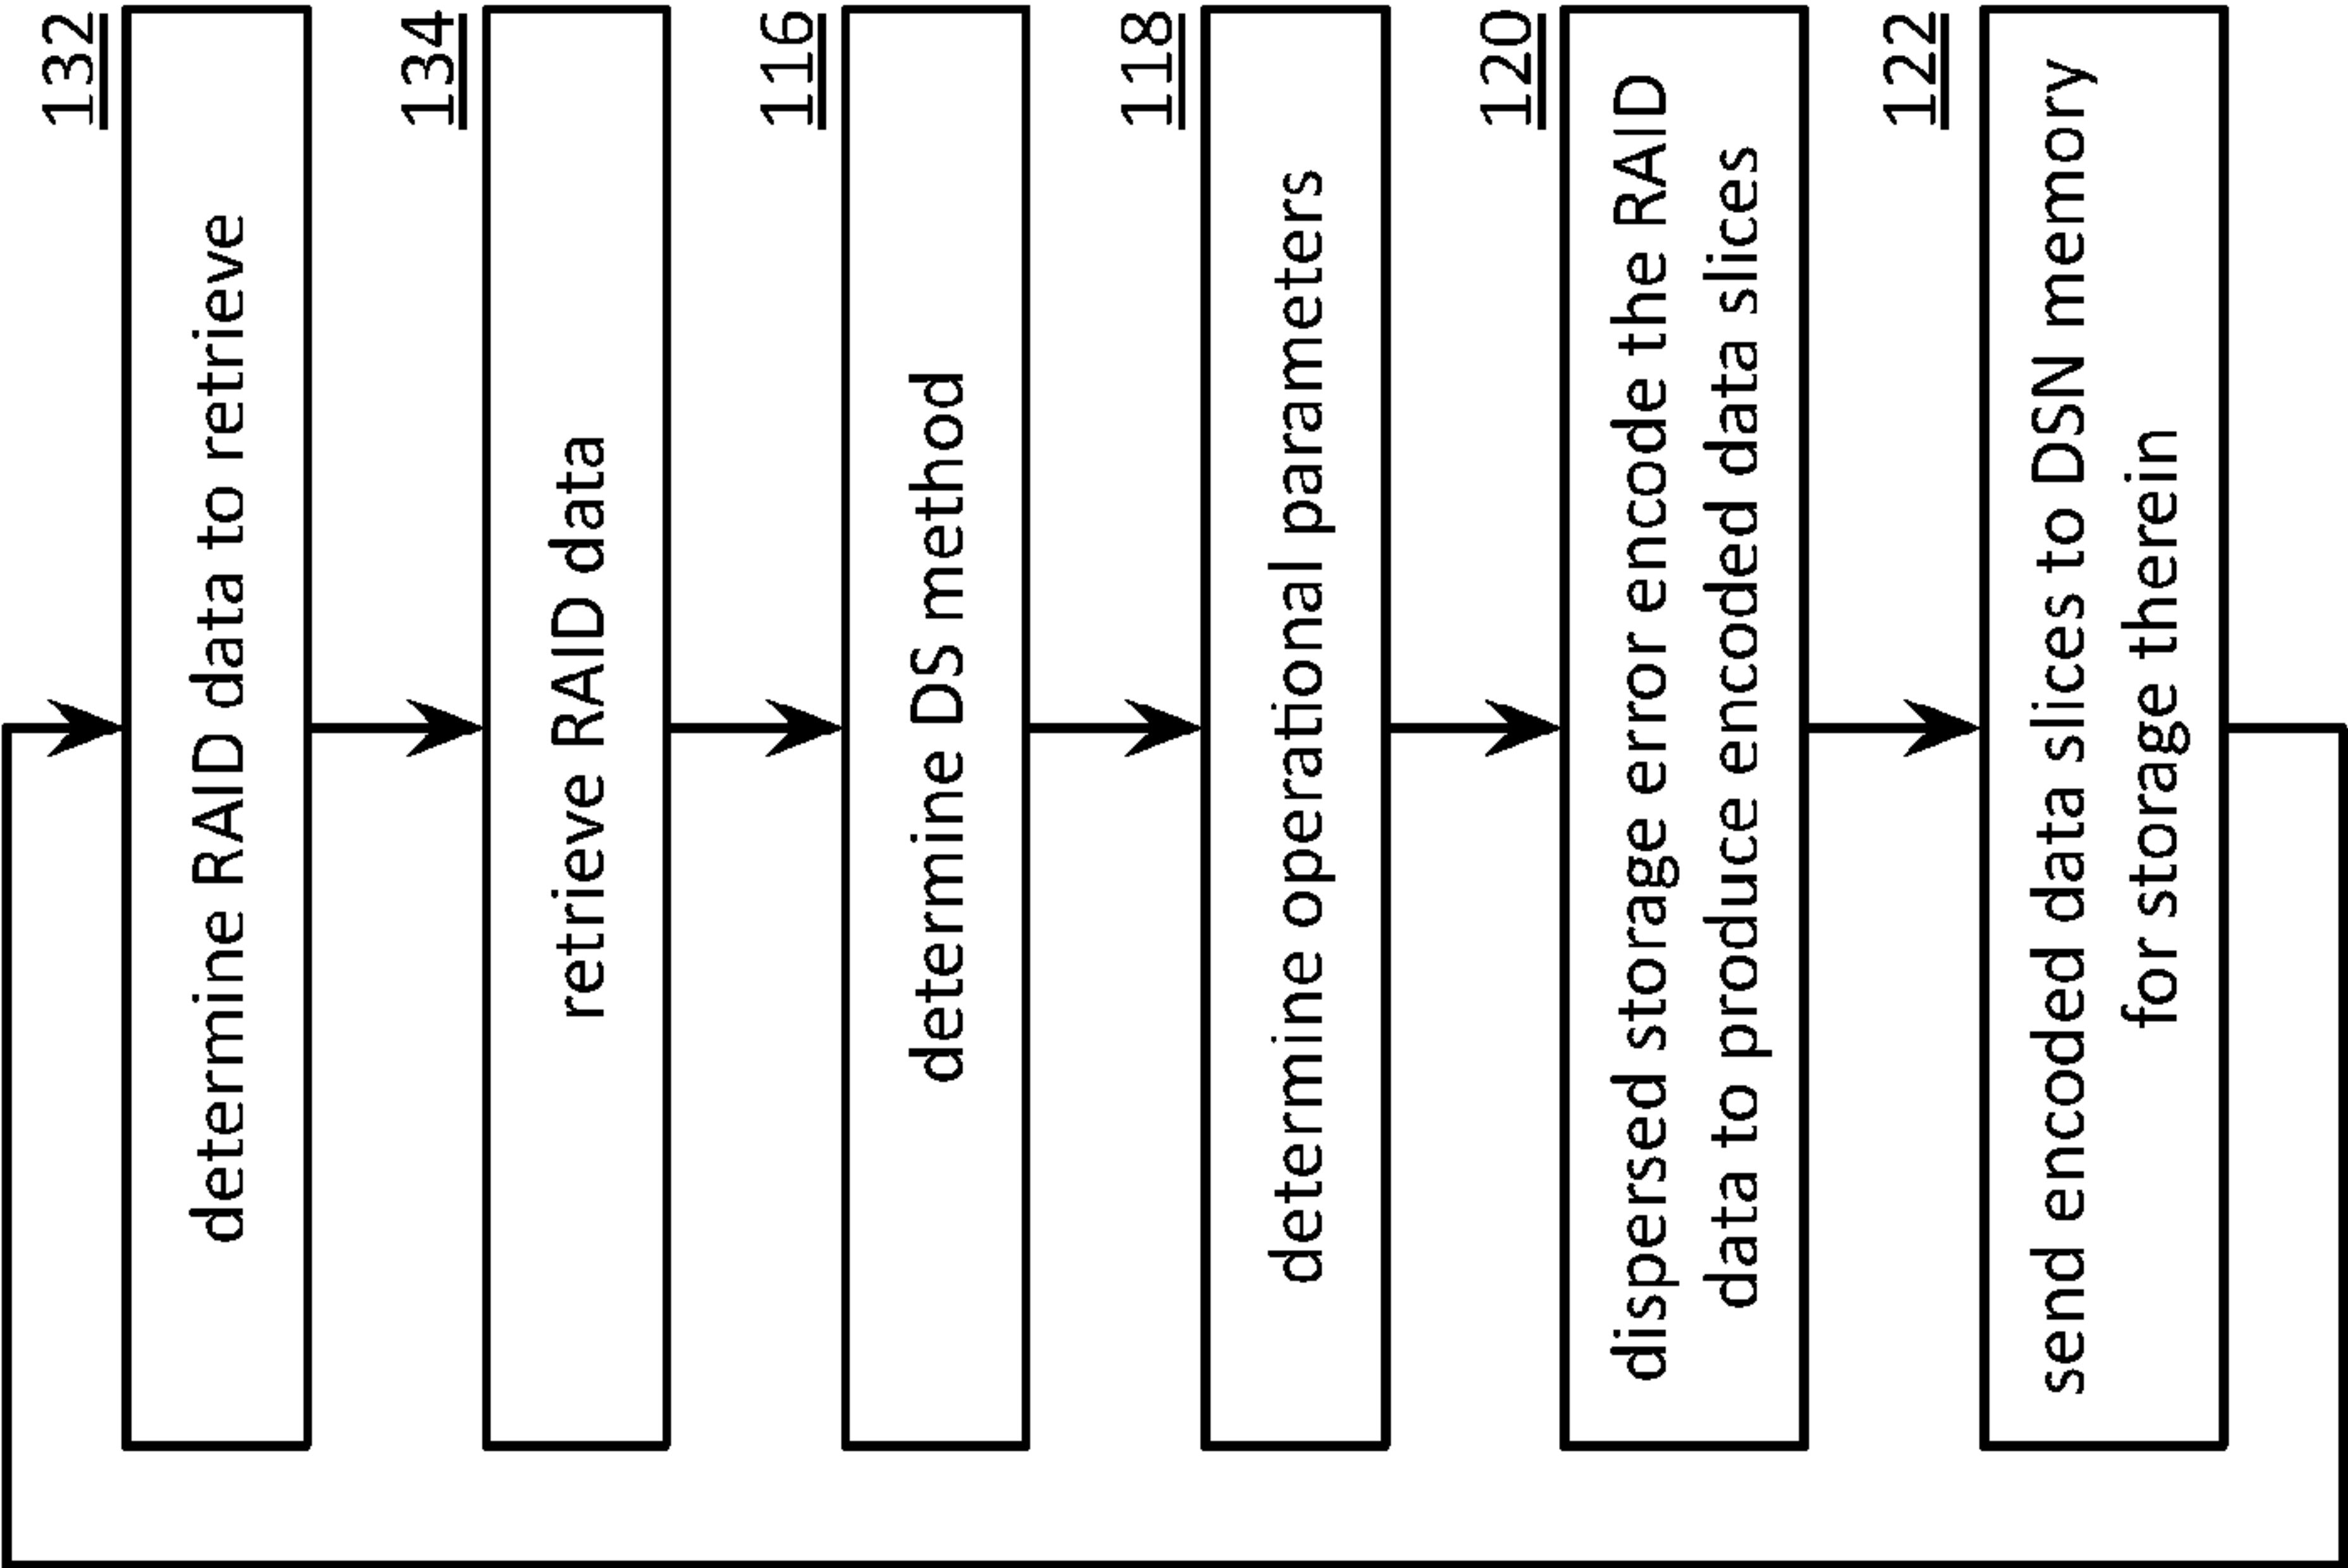 132
determine RAID data to retrieve
134
retrieve RAID data
116
determine DS method
118
determine operational parameters
120
dispersed storage error encode the RAID
data to produce encoded data slices
122
send encoded data slices to DSN memory
for storage therein